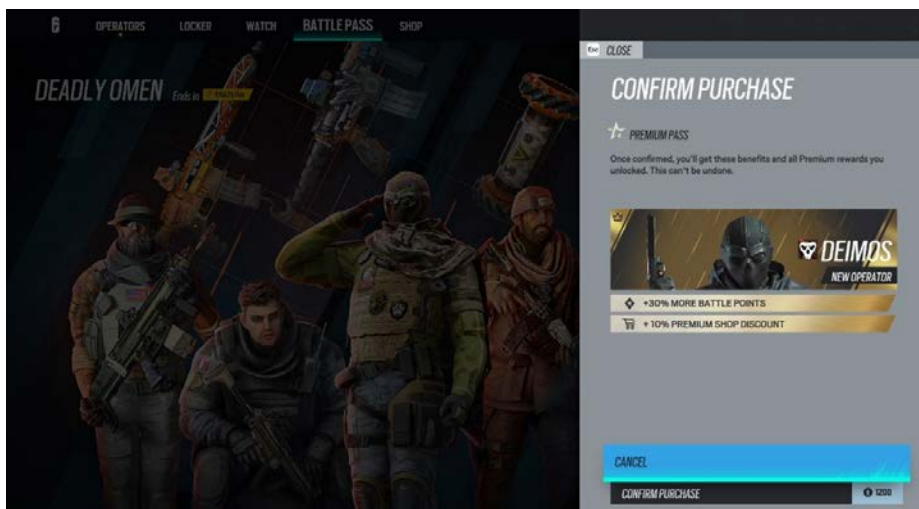 OPERATORS LOCKER WATCH BATTLE PASS SHOP
DEADLY OMEN Ends in
Esc CLOSE
CONFIRM PURCHASE
PREMIUM PASS
Once confirmed, you'll get these benefits and all Premium rewards you
unlocked. This can't be undone.
DEIMOS
NEW OPERATOR
+30% MORE BATTLE POINTS
+ 10% PREMIUM SHOP DISCOUNT
CANCEL
CONFIRM PURCHASE 1200